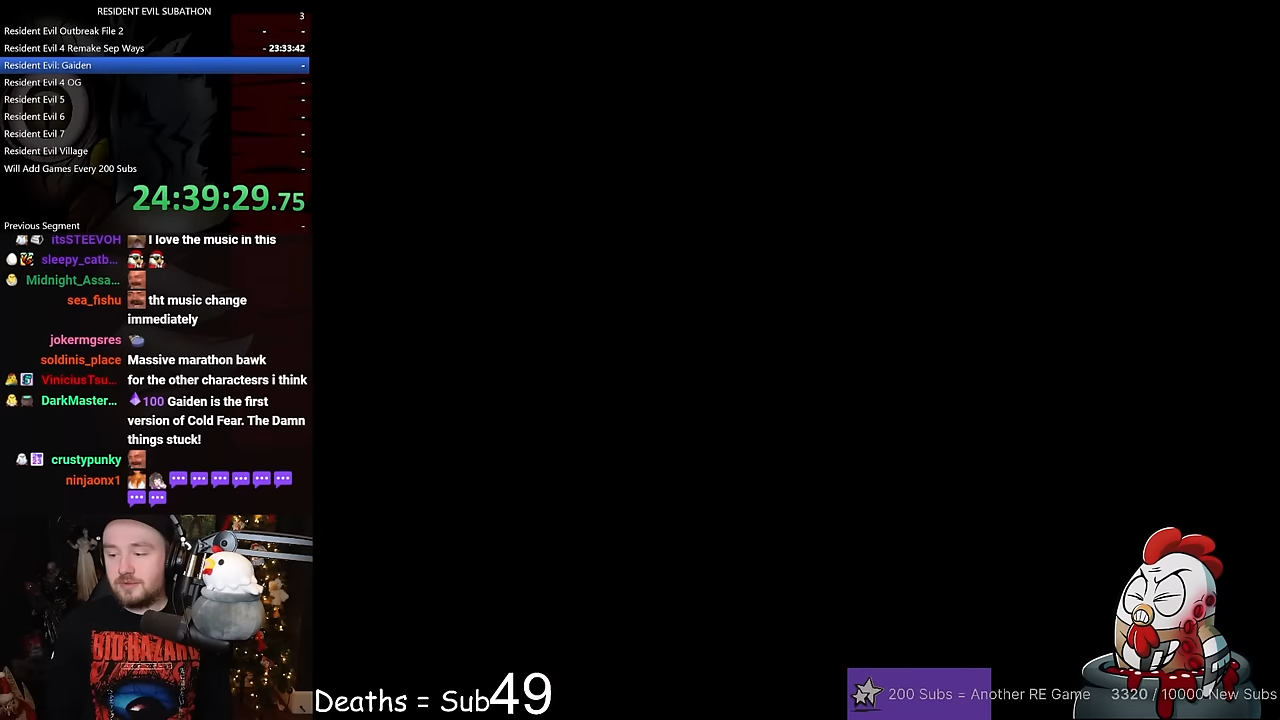 RESIDENT EVIL SUBATHON
3
Resident Evil Outbreak File 2 - -
Resident Evil 4 Remake Sep Ways - 23:33:42
Resident Evil: Gaiden -
Resident Evil 4 OG -
Resident Evil 5 -
Resident Evil 6 -
Resident Evil 7 -
Resident Evil Village -
Will Add Games Every 200 Subs -
24:39:29.75
Previous Segment -
itsSTEEVOH I love the music in this
sleepy_catb...
Midnight_Assa...
sea_fishu tht music change
immediately
jokermgsres
soldinis_place Massive marathon bawk
ViniciusTsu... for the other charactesrs i think
DarkMaster... 100 Gaiden is the first
version of Cold Fear. The Damn
things stuck!
crustypunky
ninjaonx1
BIOHAZARD
Deaths = Sub49
200 Subs = Another RE Game 3320 / 10000 New Subs